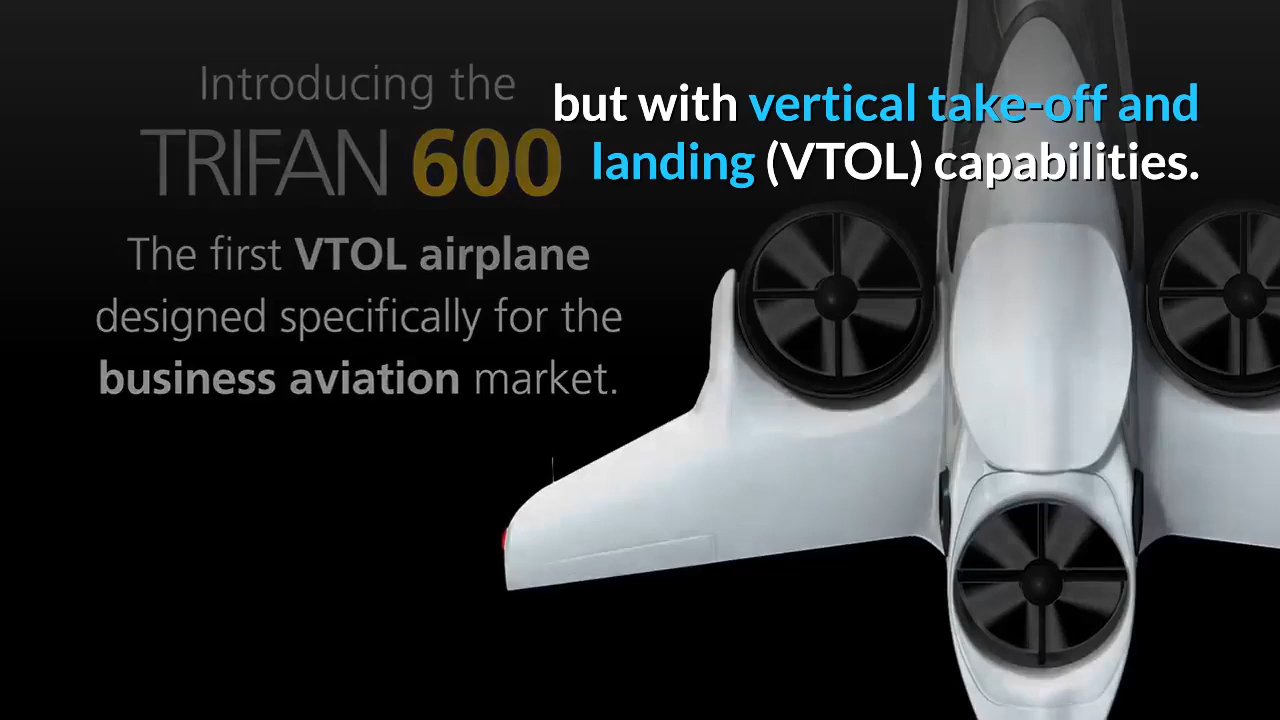 Introducing the
TRIFAN 600
The first VTOL airplane
designed specifically for the
business aviation market.
but with vertical take-off and
landing (VTOL) capabilities.